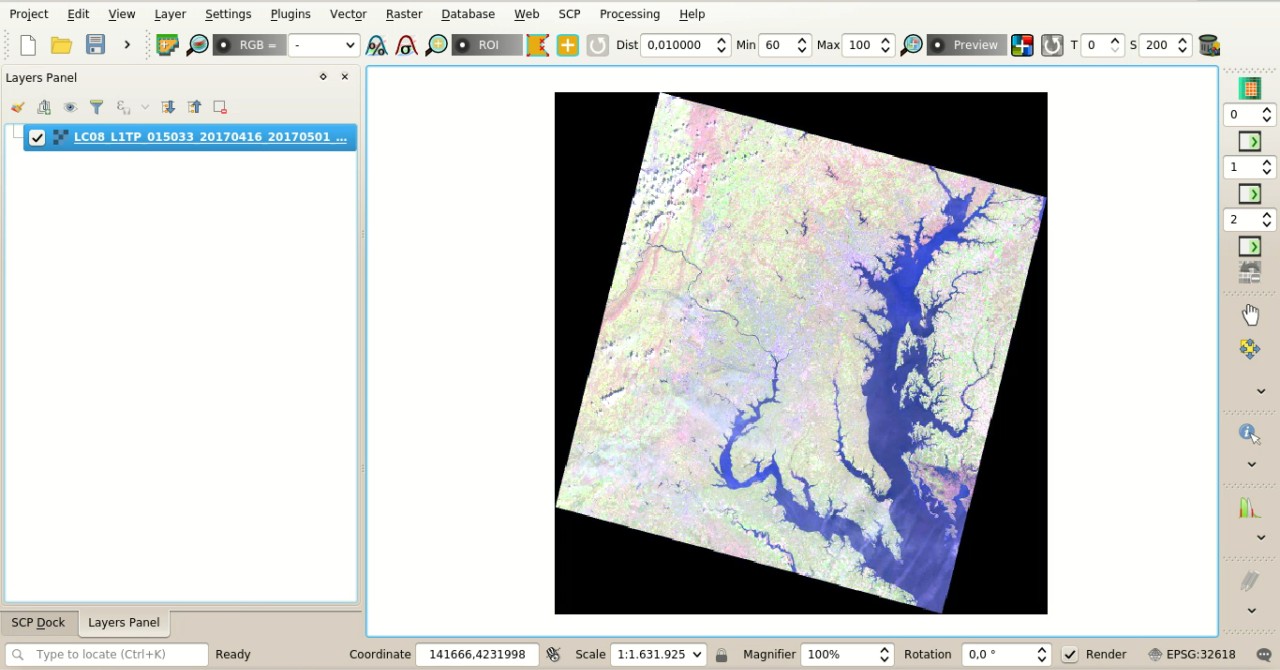 Project Edit View Layer Settings Plugins Vector Raster Database Web SCP Processing Help
RGB = - ROI Dist 0,010000 Min 60 Max 100 Preview T 0 S 200
Layers Panel
LC08_L1TP_015033_20170416_20170501_...
0
1
2
SCP Dock Layers Panel
Type to locate (Ctrl+K) Ready Coordinate 141666,4231998 Scale 1:1.631.925 Magnifier 100% Rotation 0,0 ° Render EPSG:32618